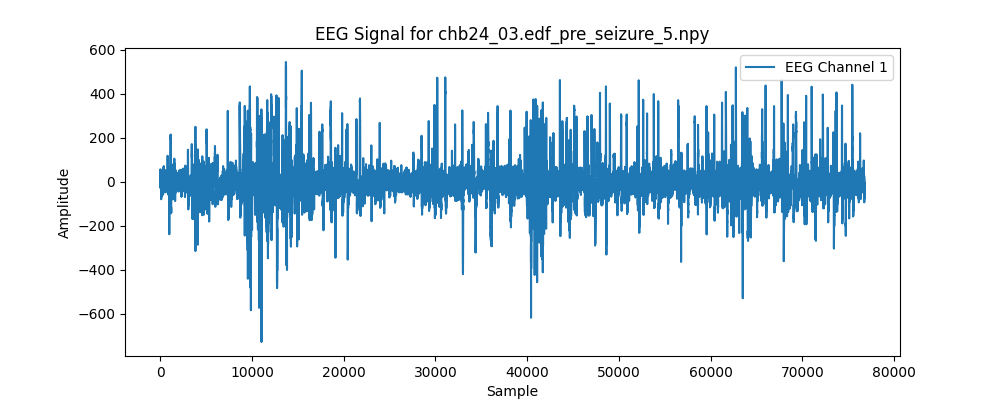 EEG Signal for chb24_03.edf_pre_seizure_5.npy
EEG Channel 1
600
400
200
0
−200
−400
−600
Amplitude
0 10000 20000 30000 40000 50000 60000 70000 80000
Sample